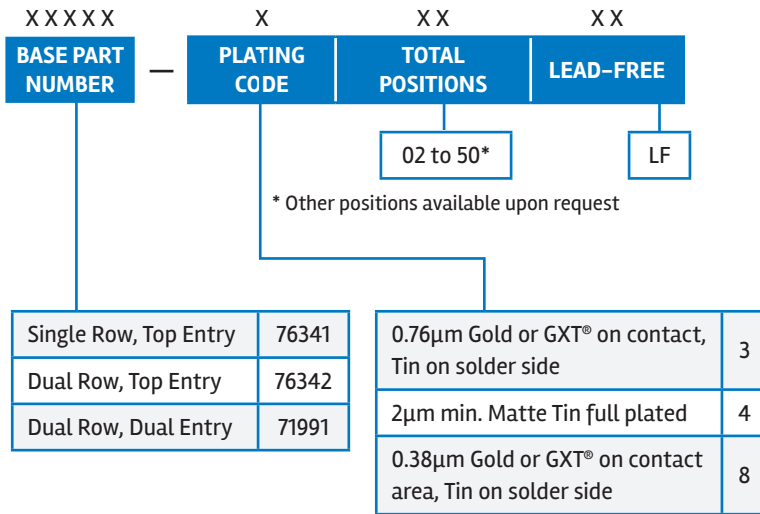 XXXXX X XX XX
BASE PART
NUMBER
—
PLATING
CODE
TOTAL
POSITIONS
LEAD–FREE
02 to 50*
LF
* Other positions available upon request
Single Row, Top Entry 76341
Dual Row, Top Entry 76342
Dual Row, Dual Entry 71991
0.76µm Gold or GXT® on contact,
Tin on solder side
3
2µm min. Matte Tin full plated 4
0.38µm Gold or GXT® on contact
area, Tin on solder side
8